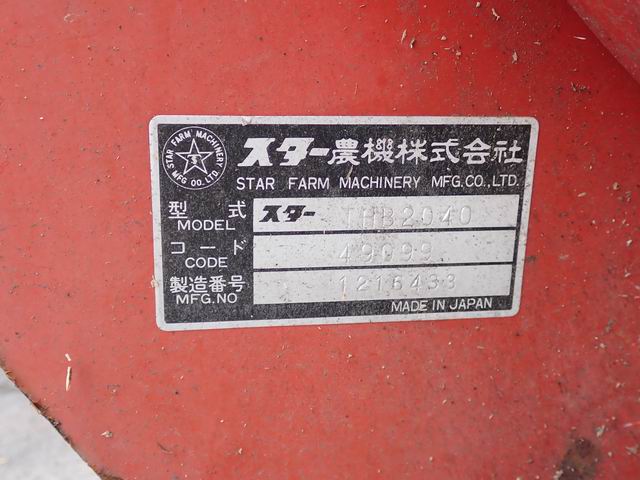 STAR FARM MACHINERY MFG CO., LTD.
スター農機株式会社
STAR FARM MACHINERY MFG.CO.,LTD.
型式 スター THB2040
MODEL
コード 49099
CODE
製造番号 1216433
MFG.NO
MADE IN JAPAN